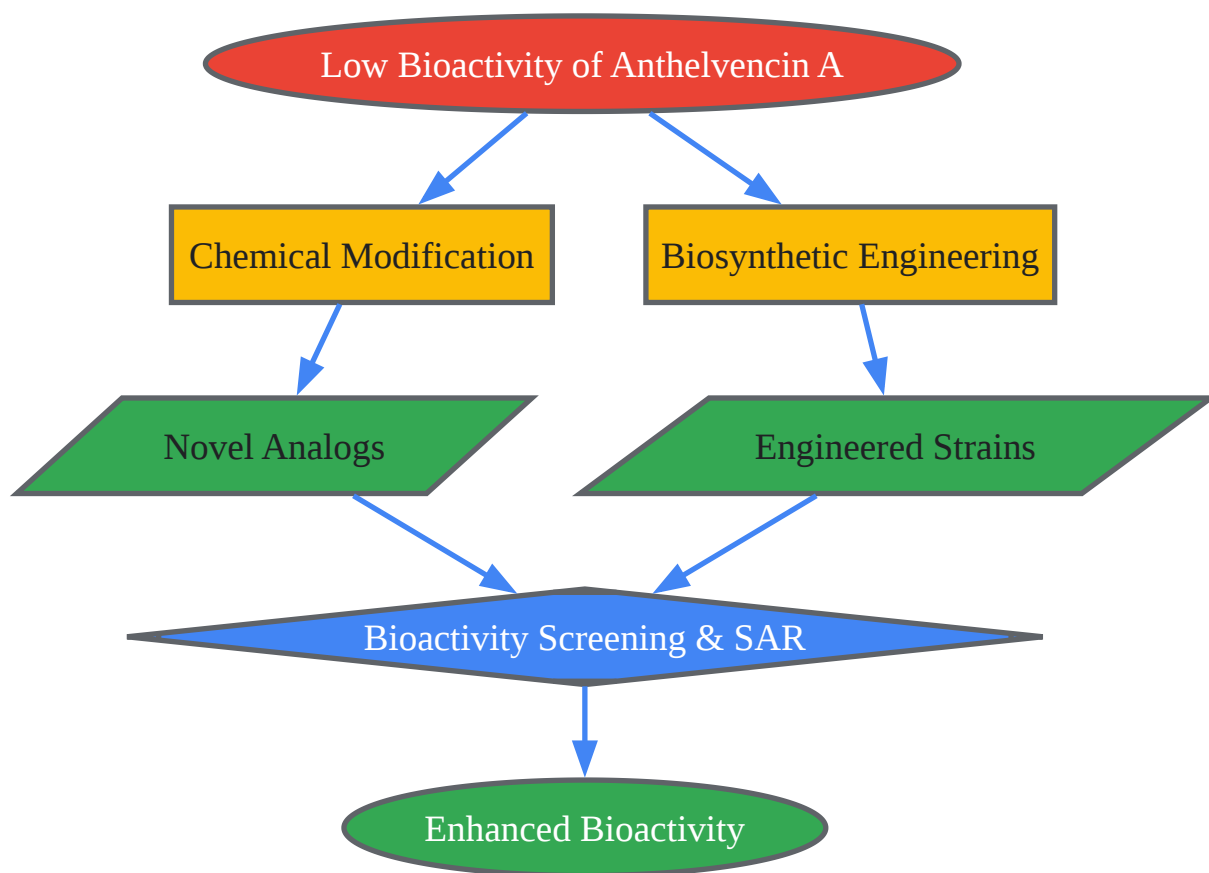 Low Bioactivity of Anthelvencin A
Chemical Modification
Biosynthetic Engineering
Novel Analogs
Engineered Strains
Bioactivity Screening & SAR
Enhanced Bioactivity